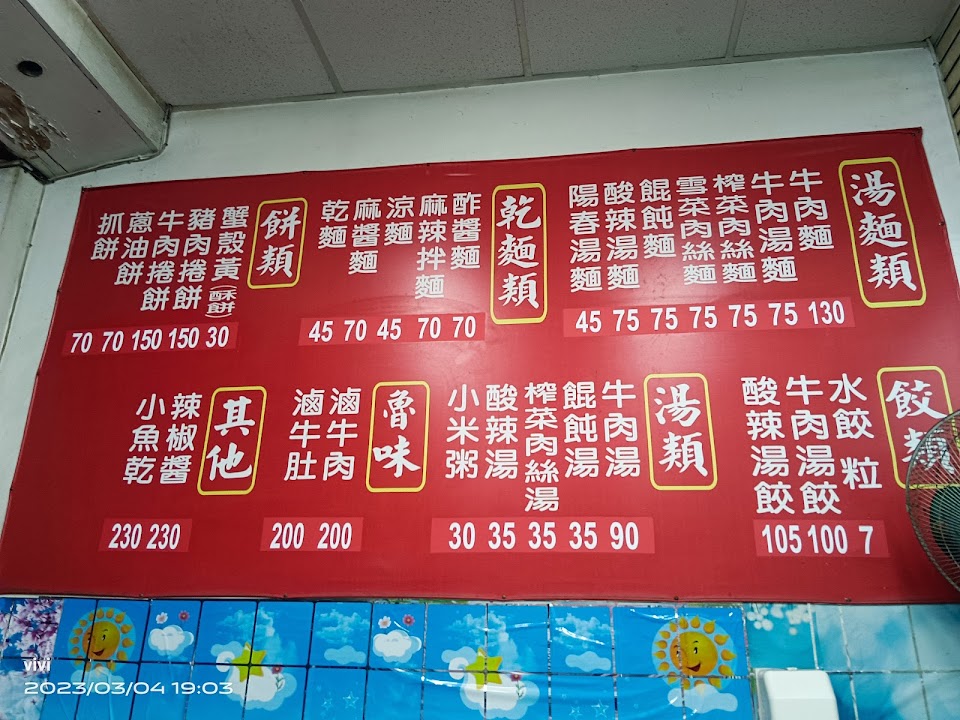 湯麵類
牛肉麵
牛肉湯麵
榨菜肉絲麵
雪菜肉絲麵
餛飩麵
酸辣湯麵
陽春湯麵
45 75 75 75 75 75 130
乾麵類
酢醬麵
麻辣拌麵
涼麵
麻醬麵
乾麵
45 70 45 70 70
餅類
蟹殼黃(酥餅)
豬肉捲餅
牛肉捲餅
蔥油餅
抓餅
70 70 150 150 30
餃類
水餃 粒
牛肉湯餃
酸辣湯餃
105 100 7
湯類
牛肉湯
餛飩湯
榨菜肉絲湯
酸辣湯
小米粥
30 35 35 35 90
魯味
滷牛肉
滷牛肚
200 200
其他
辣椒醬
小魚乾
230 230
vivi
2023/03/04 19:03